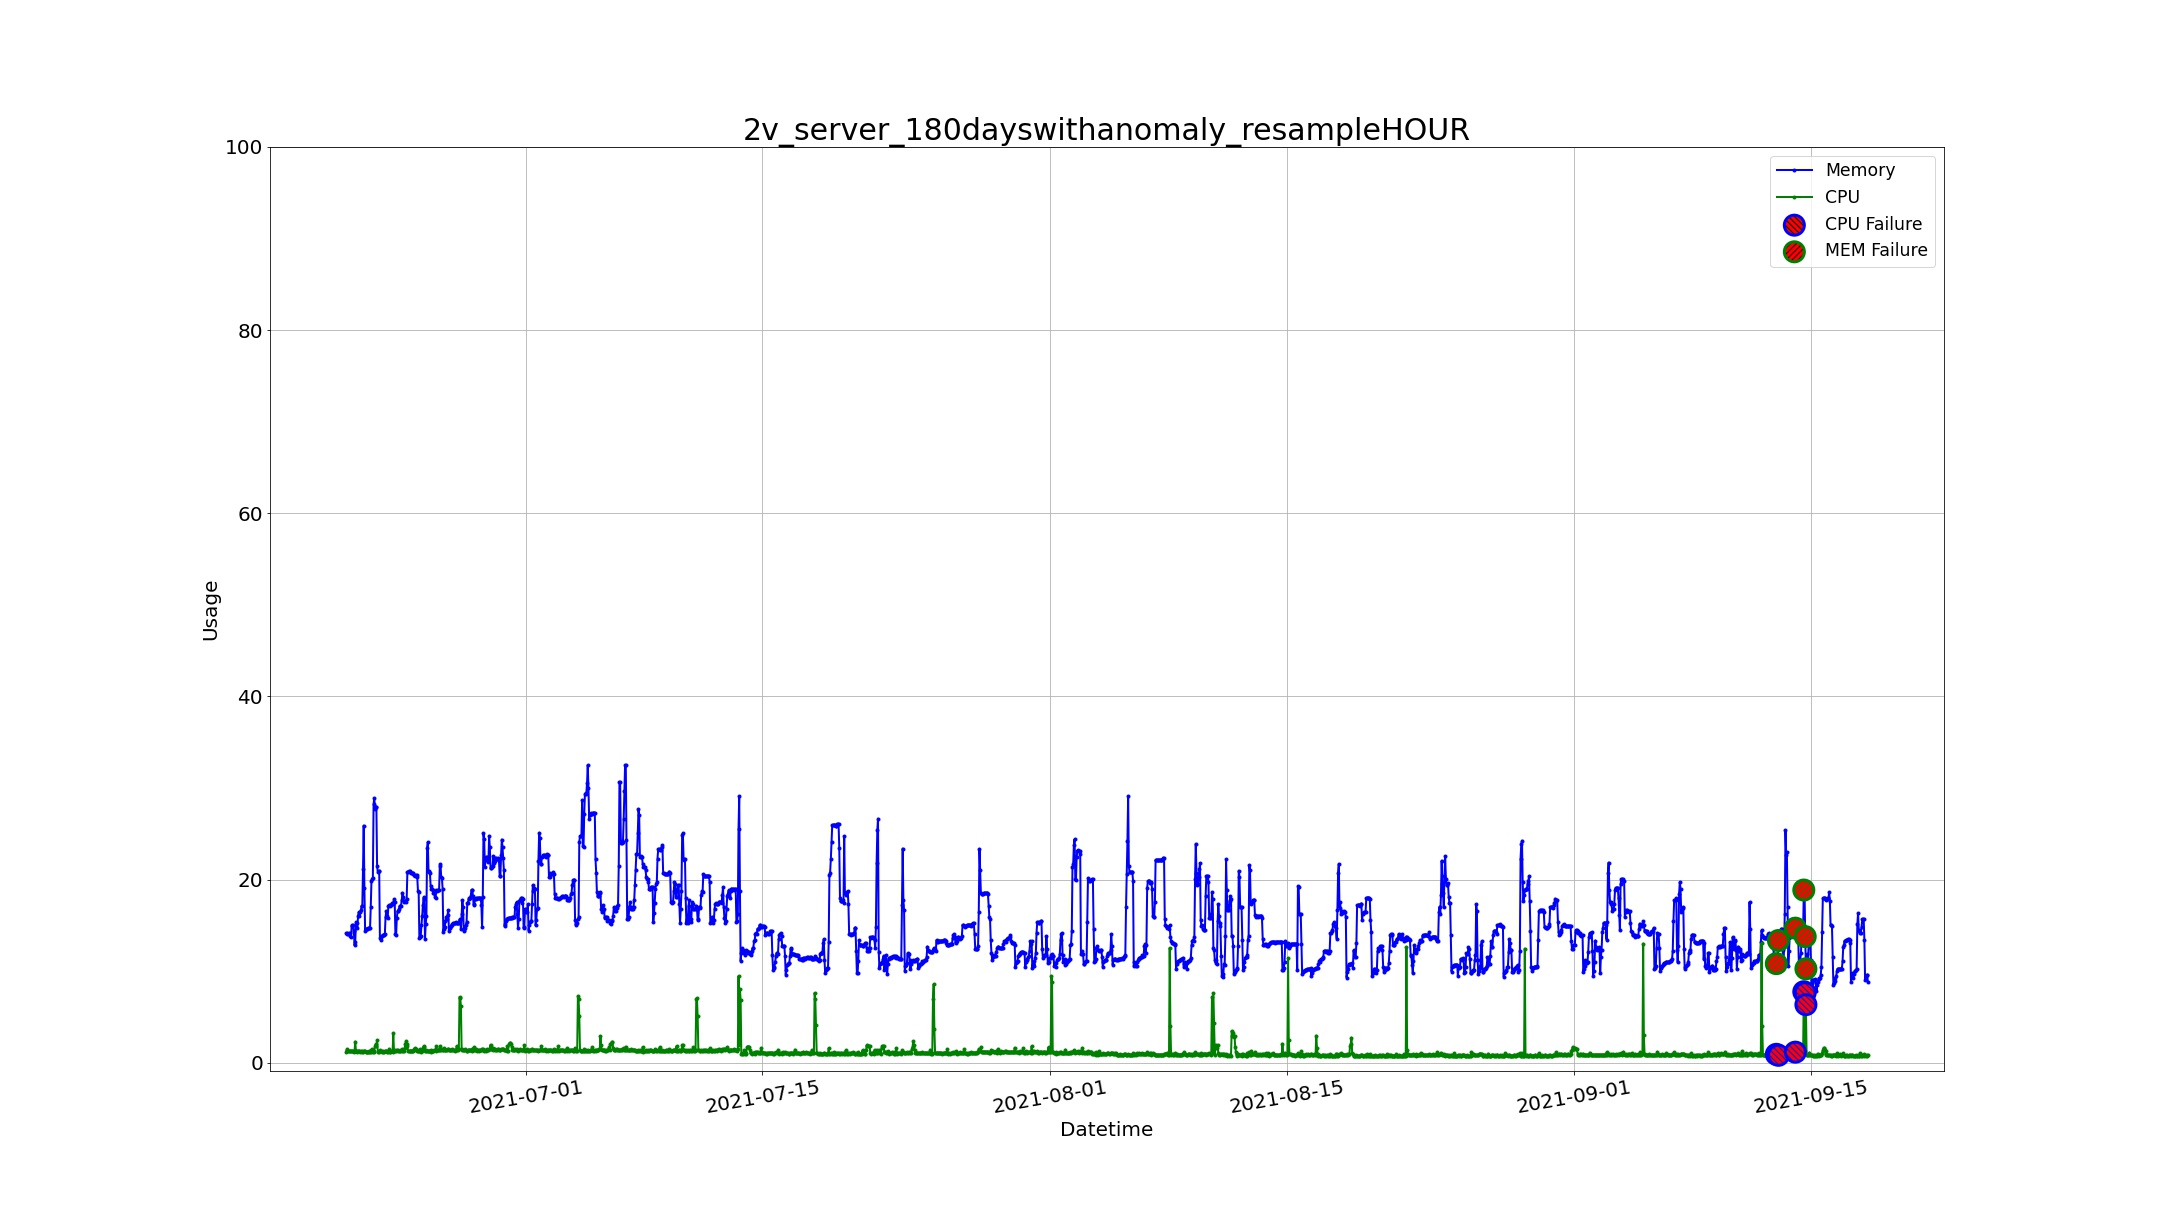 2v_server_180dayswithanomaly_resampleHOUR
100
80
60
40
20
0
Usage
Memory
CPU
CPU Failure
MEM Failure
2021-07-01
2021-07-15
2021-08-01
2021-08-15
2021-09-01
2021-09-15
Datetime